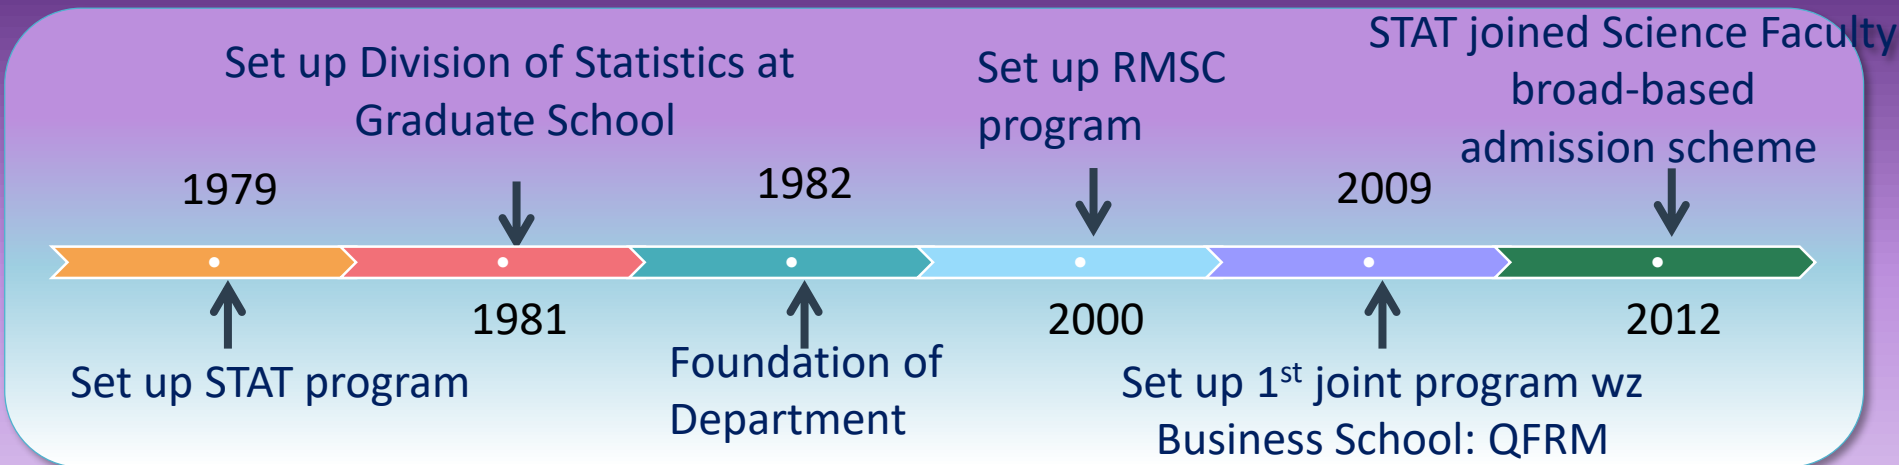 1979
Set up STAT program
Set up Division of Statistics at
Graduate School
1981
1982
Foundation of
Department
Set up RMSC
program
2000
2009
Set up 1st joint program wz
Business School: QFRM
STAT joined Science Faculty
broad-based
admission scheme
2012